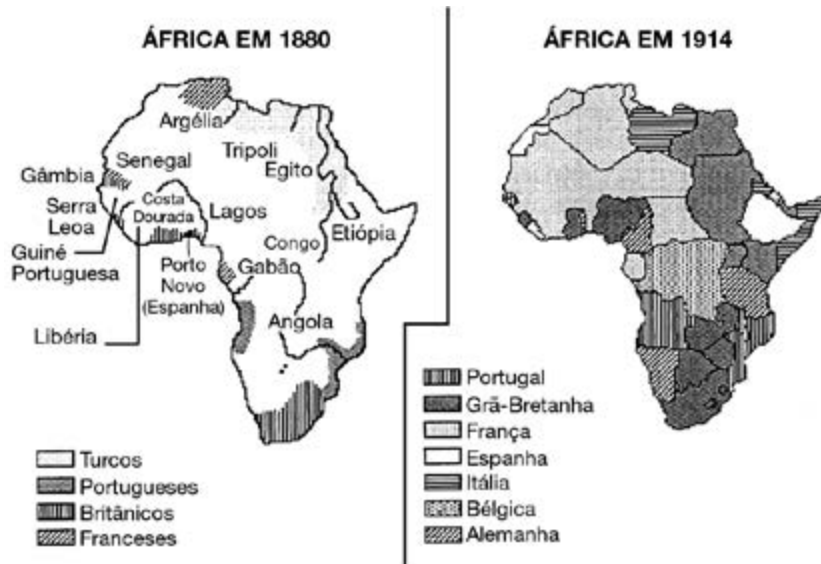 ÁFRICA EM 1880
Argélia
Tripoli
Egito
Senegal
Gâmbia
Costa
Dourada
Lagos
Serra
Leoa
Etiópia
Congo
Guiné
Portuguesa
Gabão
Porto
Novo
(Espanha)
Angola
Libéria
Turcos
Portugueses
Britânicos
Franceses
ÁFRICA EM 1914
Portugal
Grã-Bretanha
França
Espanha
Itália
Bélgica
Alemanha